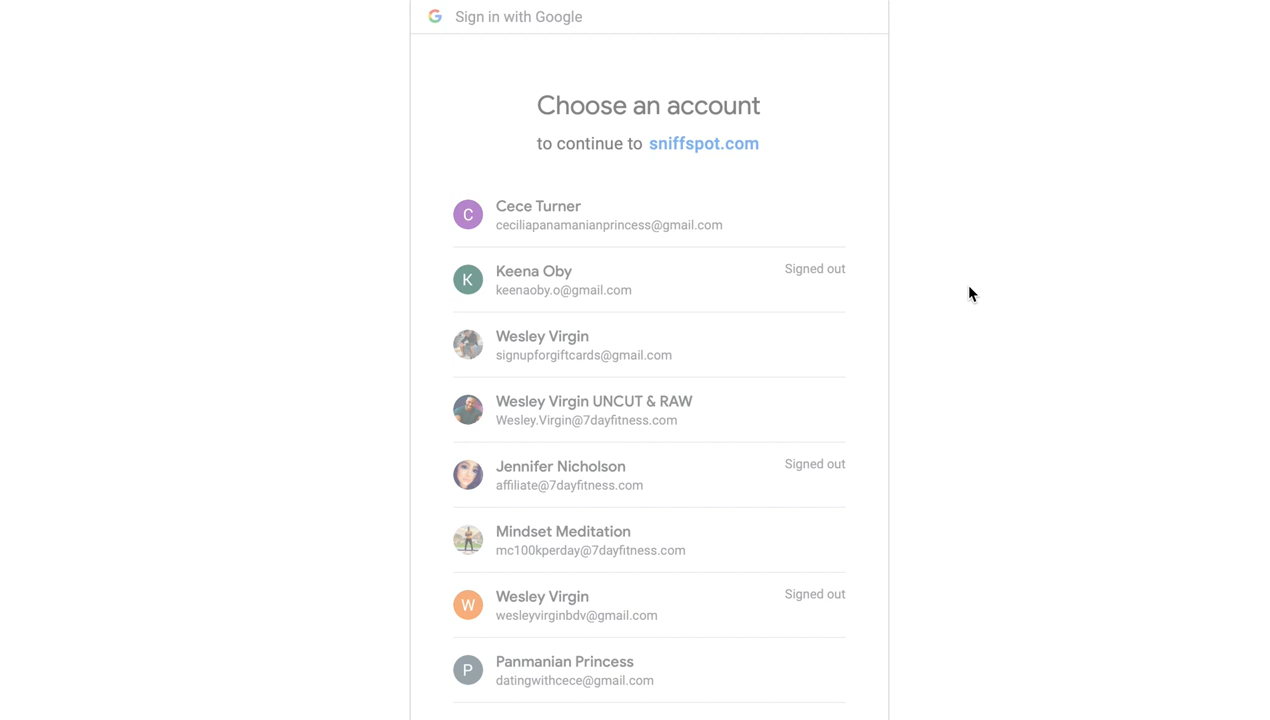 Sign in with Google
Choose an account
to continue to sniffspot.com
C
Cece Turner
ceciliapanamanianprincess@gmail.com
K
Keena Oby
Signed out
keenaoby.o@gmail.com
Wesley Virgin
signupforgiftcards@gmail.com
Wesley Virgin UNCUT & RAW
Wesley.Virgin@7dayfitness.com
Jennifer Nicholson
Signed out
affiliate@7dayfitness.com
Mindset Meditation
mc100kperday@7dayfitness.com
W
Wesley Virgin
Signed out
wesleyvirginbdv@gmail.com
P
Panmanian Princess
datingwithcece@gmail.com